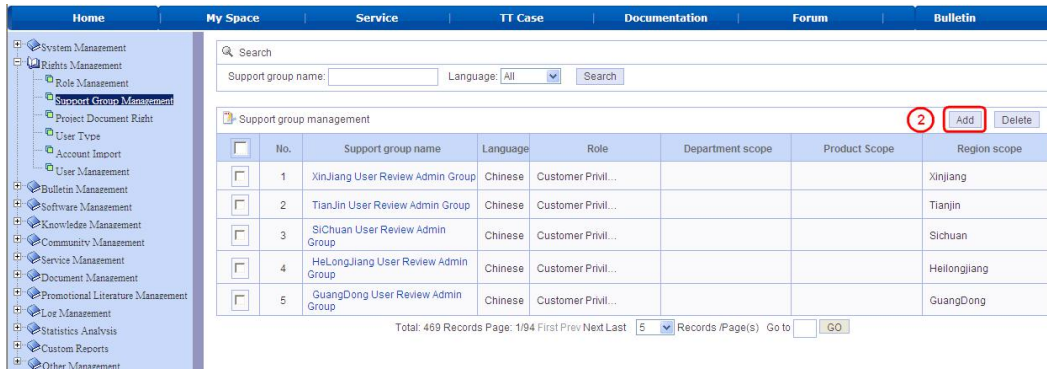 Home My Space Service TT Case Documentation Forum Bulletin
System Management
Rights Management
Role Management
Support Group Management
Project Document Right
User Type
Account Import
User Management
Bulletin Management
Software Management
Knowledge Management
Community Management
Service Management
Document Management
Promotional Literature Management
Log Management
Statistics Analysis
Custom Reports
Other Management
Search
Support group name: Language: All Search
Support group management 2 Add Delete
No. Support group name Language Role Department scope Product Scope Region scope
1 XinJiang User Review Admin Group Chinese Customer Privil... Xinjiang
2 TianJin User Review Admin Group Chinese Customer Privil... Tianjin
3 SiChuan User Review Admin Group Chinese Customer Privil... Sichuan
4 HeLongJiang User Review Admin Group Chinese Customer Privil... Heilongjiang
5 GuangDong User Review Admin Group Chinese Customer Privil... GuangDong
Total: 469 Records Page: 1/94 First Prev Next Last 5 Records /Page(s) Go to GO